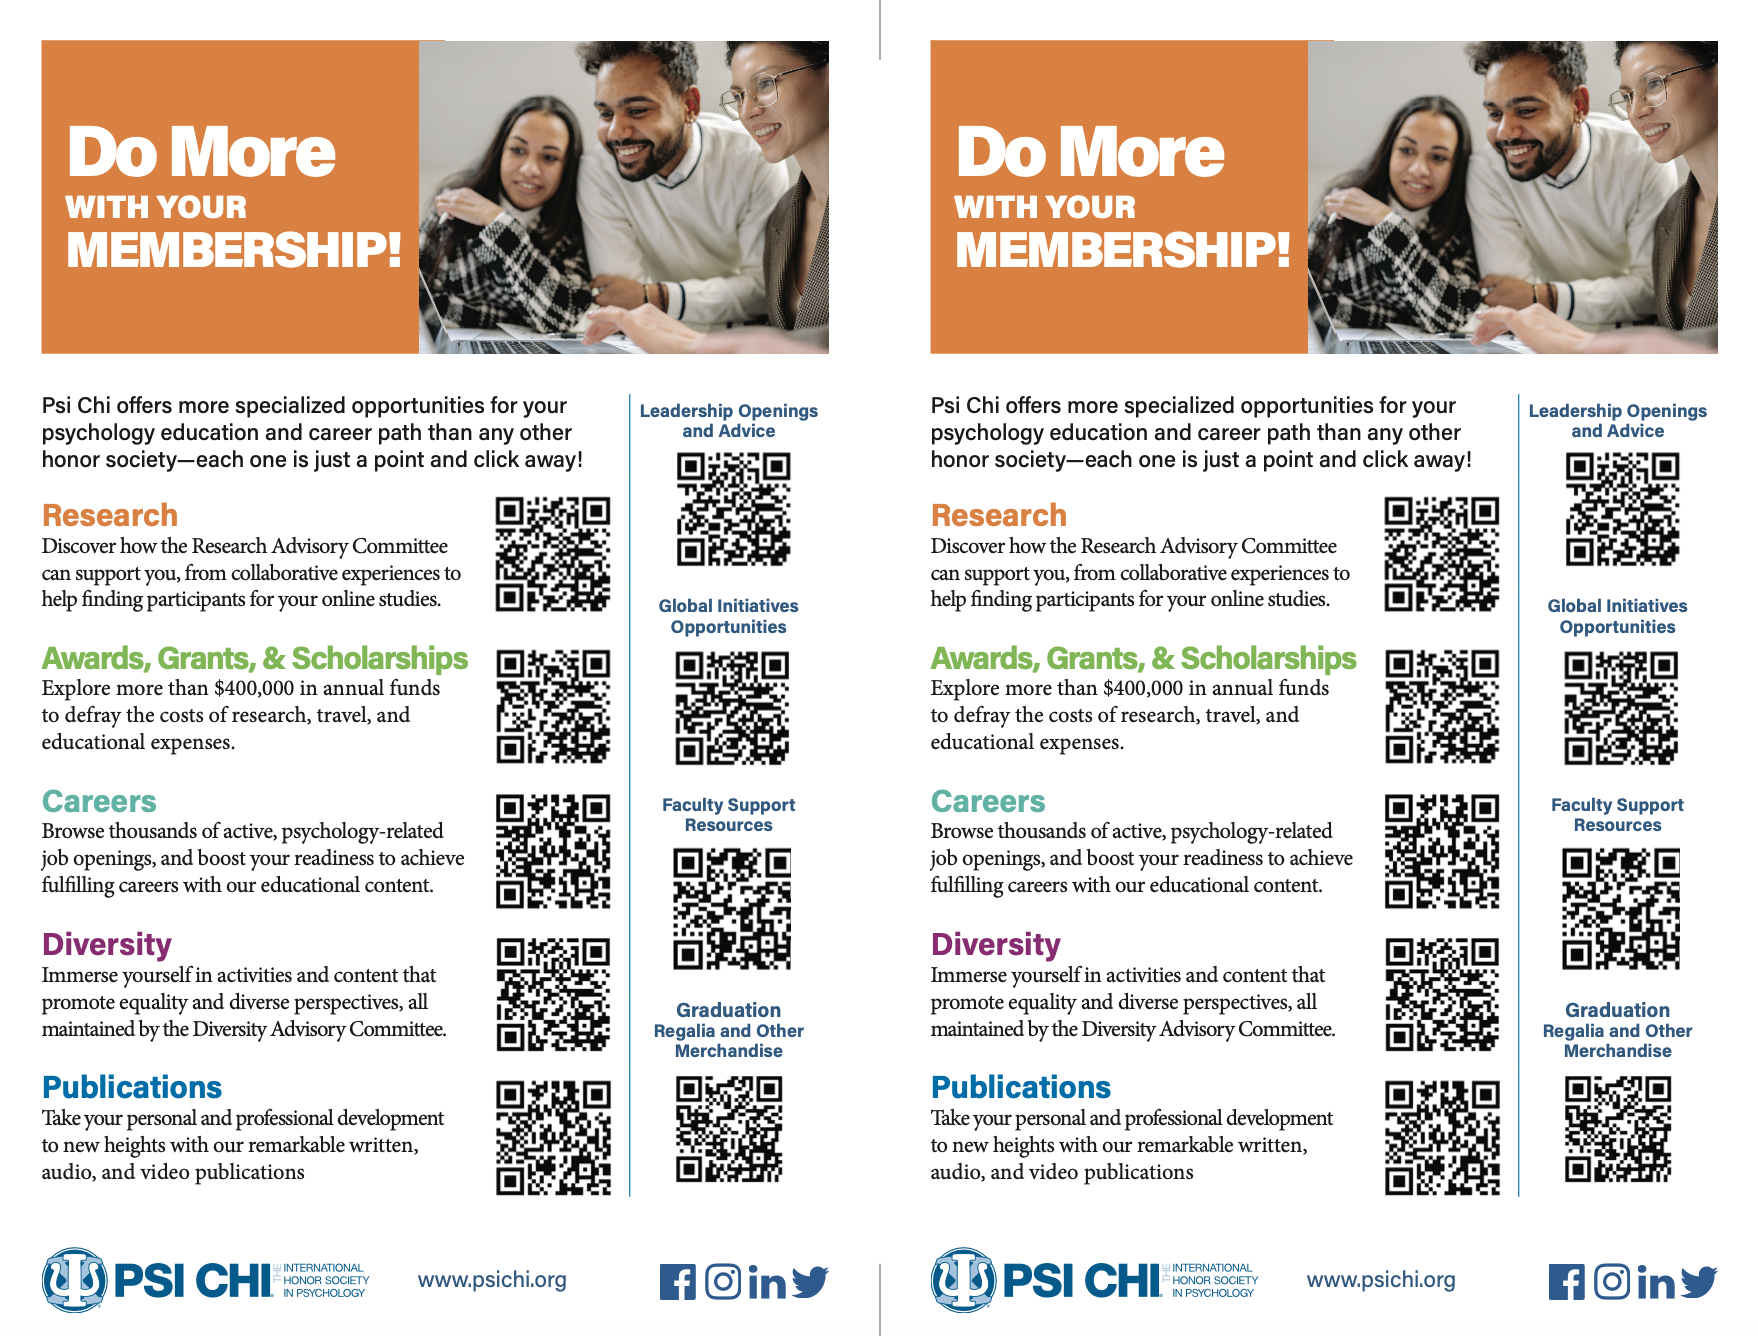 Do More
WITH YOUR
MEMBERSHIP!
Psi Chi offers more specialized opportunities for your
psychology education and career path than any other
honor society—each one is just a point and click away!
Research
Discover how the Research Advisory Committee
can support you, from collaborative experiences to
help finding participants for your online studies.
Awards, Grants, & Scholarships
Explore more than $400,000 in annual funds
to defray the costs of research, travel, and
educational expenses.
Careers
Browse thousands of active, psychology-related
job openings, and boost your readiness to achieve
fulfilling careers with our educational content.
Diversity
Immerse yourself in activities and content that
promote equality and diverse perspectives, all
maintained by the Diversity Advisory Committee.
Publications
Take your personal and professional development
to new heights with our remarkable written,
audio, and video publications
Leadership Openings
and Advice
Global Initiatives
Opportunities
Faculty Support
Resources
Graduation
Regalia and Other
Merchandise
PSI CHI
THE
INTERNATIONAL
HONOR SOCIETY
IN PSYCHOLOGY
www.psichi.org
Do More
WITH YOUR
MEMBERSHIP!
Psi Chi offers more specialized opportunities for your
psychology education and career path than any other
honor society—each one is just a point and click away!
Research
Discover how the Research Advisory Committee
can support you, from collaborative experiences to
help finding participants for your online studies.
Awards, Grants, & Scholarships
Explore more than $400,000 in annual funds
to defray the costs of research, travel, and
educational expenses.
Careers
Browse thousands of active, psychology-related
job openings, and boost your readiness to achieve
fulfilling careers with our educational content.
Diversity
Immerse yourself in activities and content that
promote equality and diverse perspectives, all
maintained by the Diversity Advisory Committee.
Publications
Take your personal and professional development
to new heights with our remarkable written,
audio, and video publications
Leadership Openings
and Advice
Global Initiatives
Opportunities
Faculty Support
Resources
Graduation
Regalia and Other
Merchandise
PSI CHI
THE
INTERNATIONAL
HONOR SOCIETY
IN PSYCHOLOGY
www.psichi.org